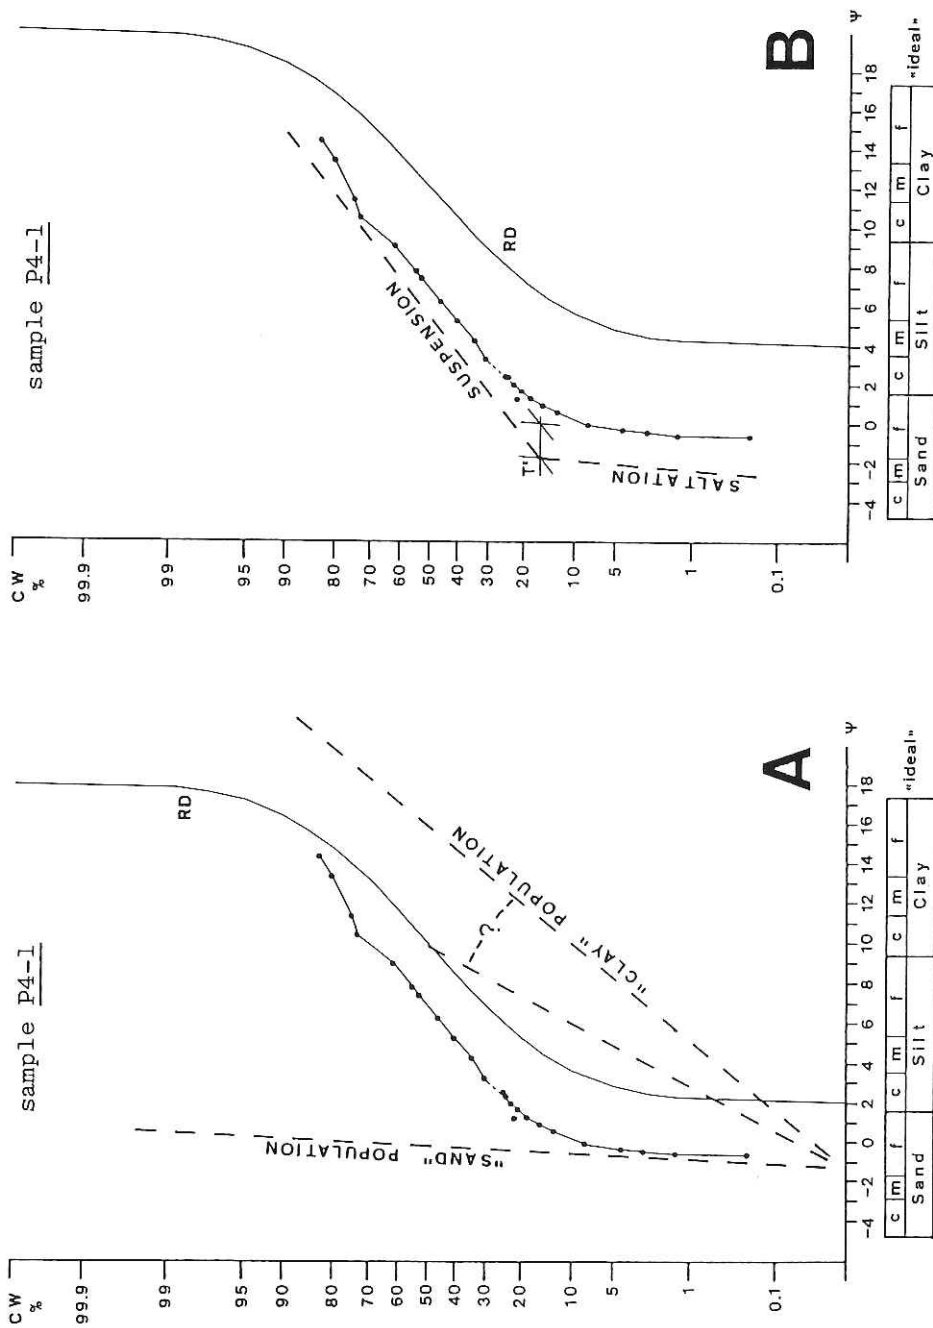 sample P4-1
CW
%
99.9
99
95
90
80
70
60
50
40
30
20
10
5
1
0.1
RD
"SAND" POPULATION
"CLAY" POPULATION
?
A
-4 -2 0 2 4 6 8 10 12 14 16 18 Ψ
c m f c m f c m f «ideal»
Sand Silt Clay
sample P4-1
CW
%
99.9
99
95
90
80
70
60
50
40
30
20
10
5
1
0.1
SUSPENSION
RD
T'
SALTATION
B
-4 -2 0 2 4 6 8 10 12 14 16 18 Ψ
c m f c m f c m f «ideal»
Sand Silt Clay